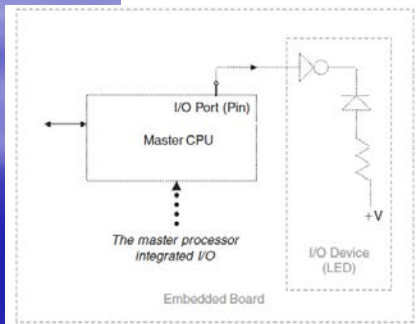 I/O Port (Pin)
Master CPU
The master processor
integrated I/O
+V
I/O Device
(LED)
Embedded Board